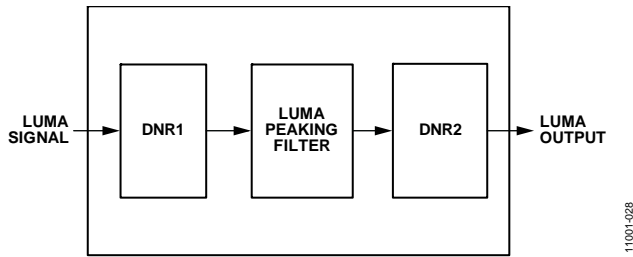 LUMA
SIGNAL
DNR1
LUMA
PEAKING
FILTER
DNR2
LUMA
OUTPUT
11001-028